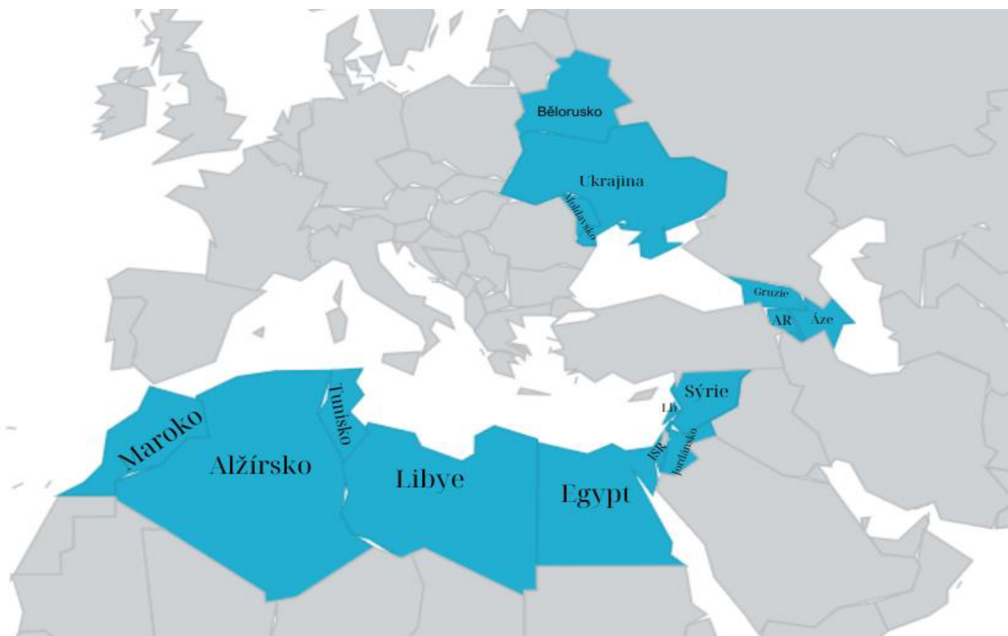 Bělorusko
Ukrajina
Moldavsko
Gruzie
AR
Áze
Sýrie
LB
Tunisko
Maroko
ISR
Jordánsko
Alžírsko
Libye
Egypt